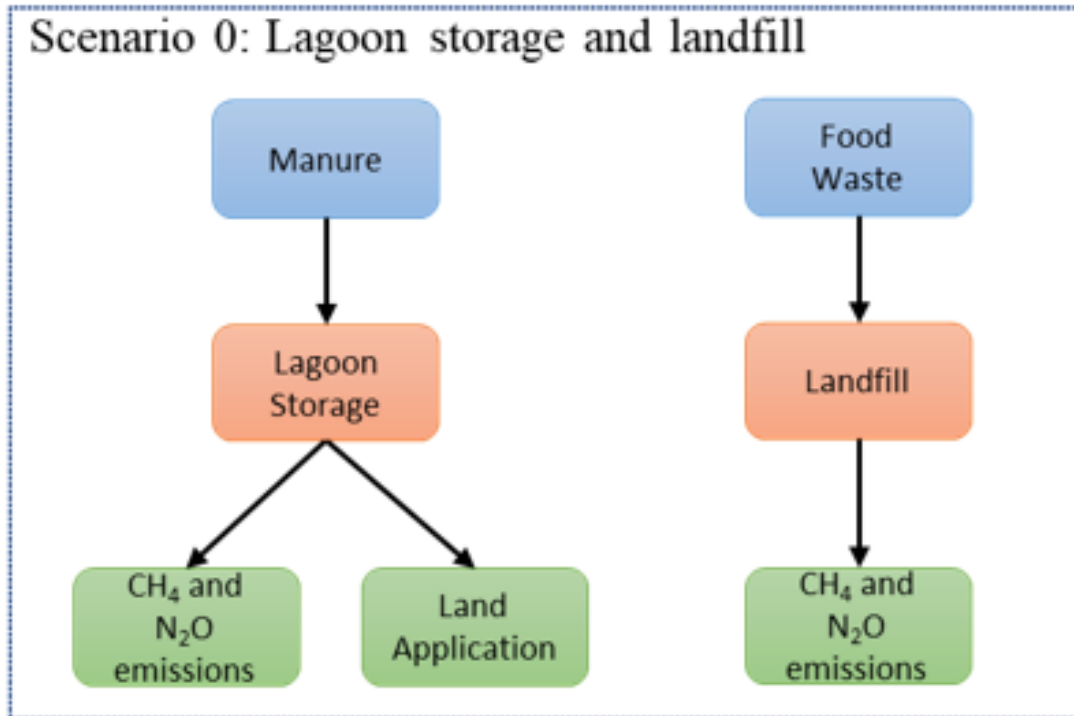 Scenario 0: Lagoon storage and landfill
Manure
Food
Waste
Lagoon
Storage
Landfill
CH₄ and
N₂O
emissions
Land
Application
CH₄ and
N₂O
emissions